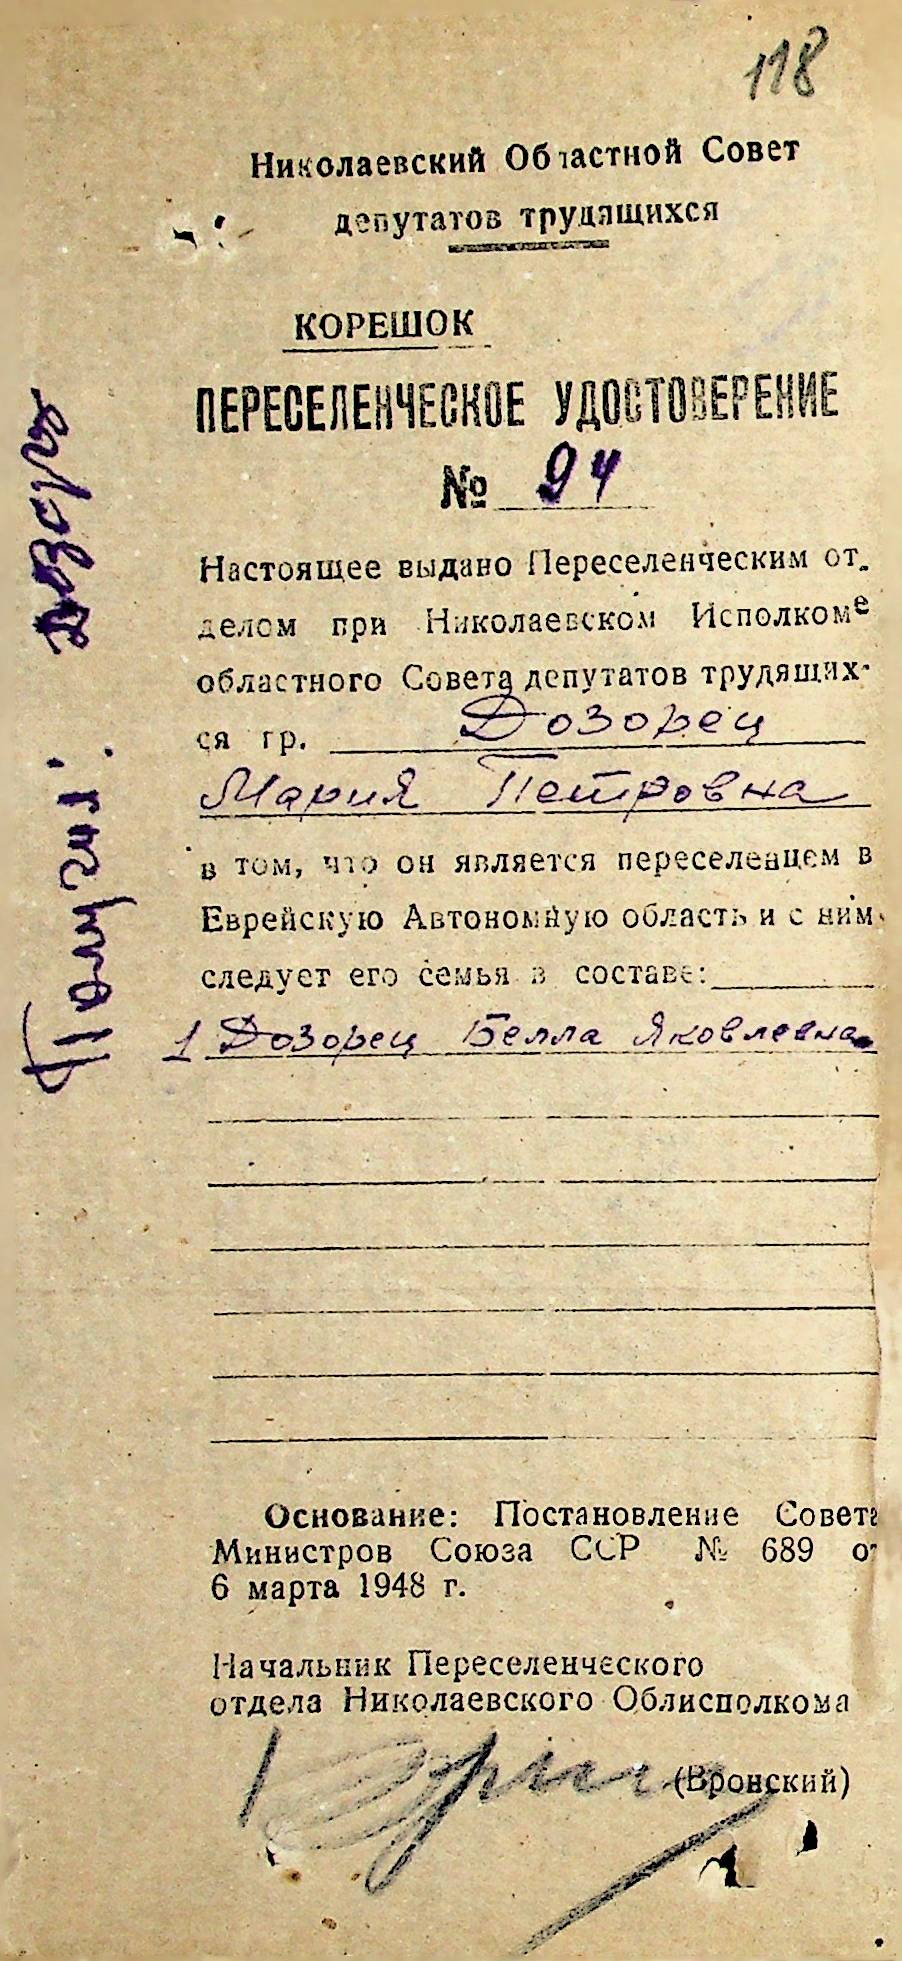 118
Николаевский Областной Совет
депутатов трудящихся
КОРЕШОК
ПЕРЕСЕЛЕНЧЕСКОЕ УДОСТОВЕРЕНИЕ
№ 94
Настоящее выдано Переселенческим от-
делом при Николаевском Исполкоме
областного Совета депутатов трудящих-
ся гр. Дозорец
Мария Петровна
в том, что он является переселенцем в
Еврейскую Автономную область и с ним
следует его семья в составе:
1 Дозорец Белла Яковлевна
Основание: Постановление Совета
Министров Союза ССР № 689 от
6 марта 1948 г.
Начальник Переселенческого
отдела Николаевского Облисполкома
(Вронский)
Получил: